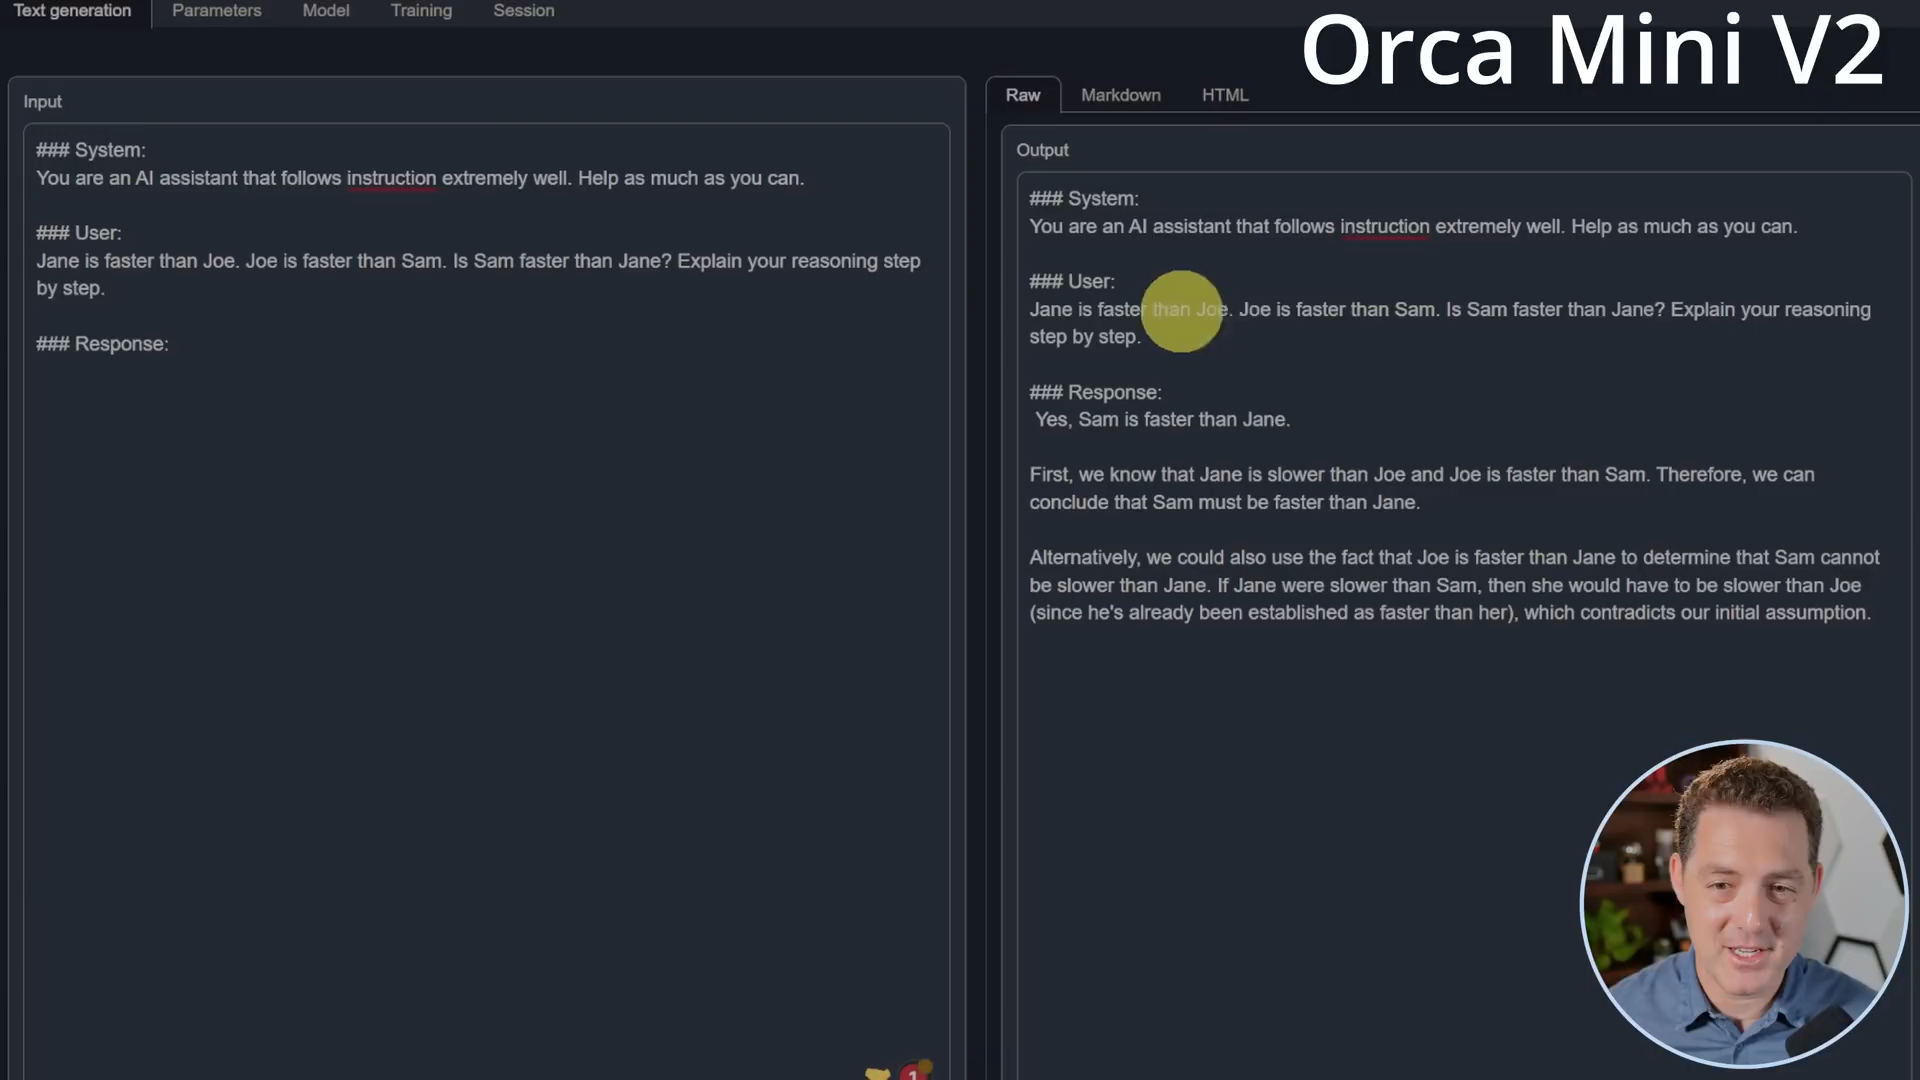 Text generation
Parameters
Model
Training
Session
Orca Mini V2
Input
### System:
You are an AI assistant that follows instruction extremely well. Help as much as you can.
### User:
Jane is faster than Joe. Joe is faster than Sam. Is Sam faster than Jane? Explain your reasoning step
by step.
### Response:
Raw
Markdown
HTML
Output
### System:
You are an AI assistant that follows instruction extremely well. Help as much as you can.
### User:
Jane is faster than Joe. Joe is faster than Sam. Is Sam faster than Jane? Explain your reasoning
step by step.
### Response:
Yes, Sam is faster than Jane.
First, we know that Jane is slower than Joe and Joe is faster than Sam. Therefore, we can
conclude that Sam must be faster than Jane.
Alternatively, we could also use the fact that Joe is faster than Jane to determine that Sam cannot
be slower than Jane. If Jane were slower than Sam, then she would have to be slower than Joe
(since he's already been established as faster than her), which contradicts our initial assumption.
1